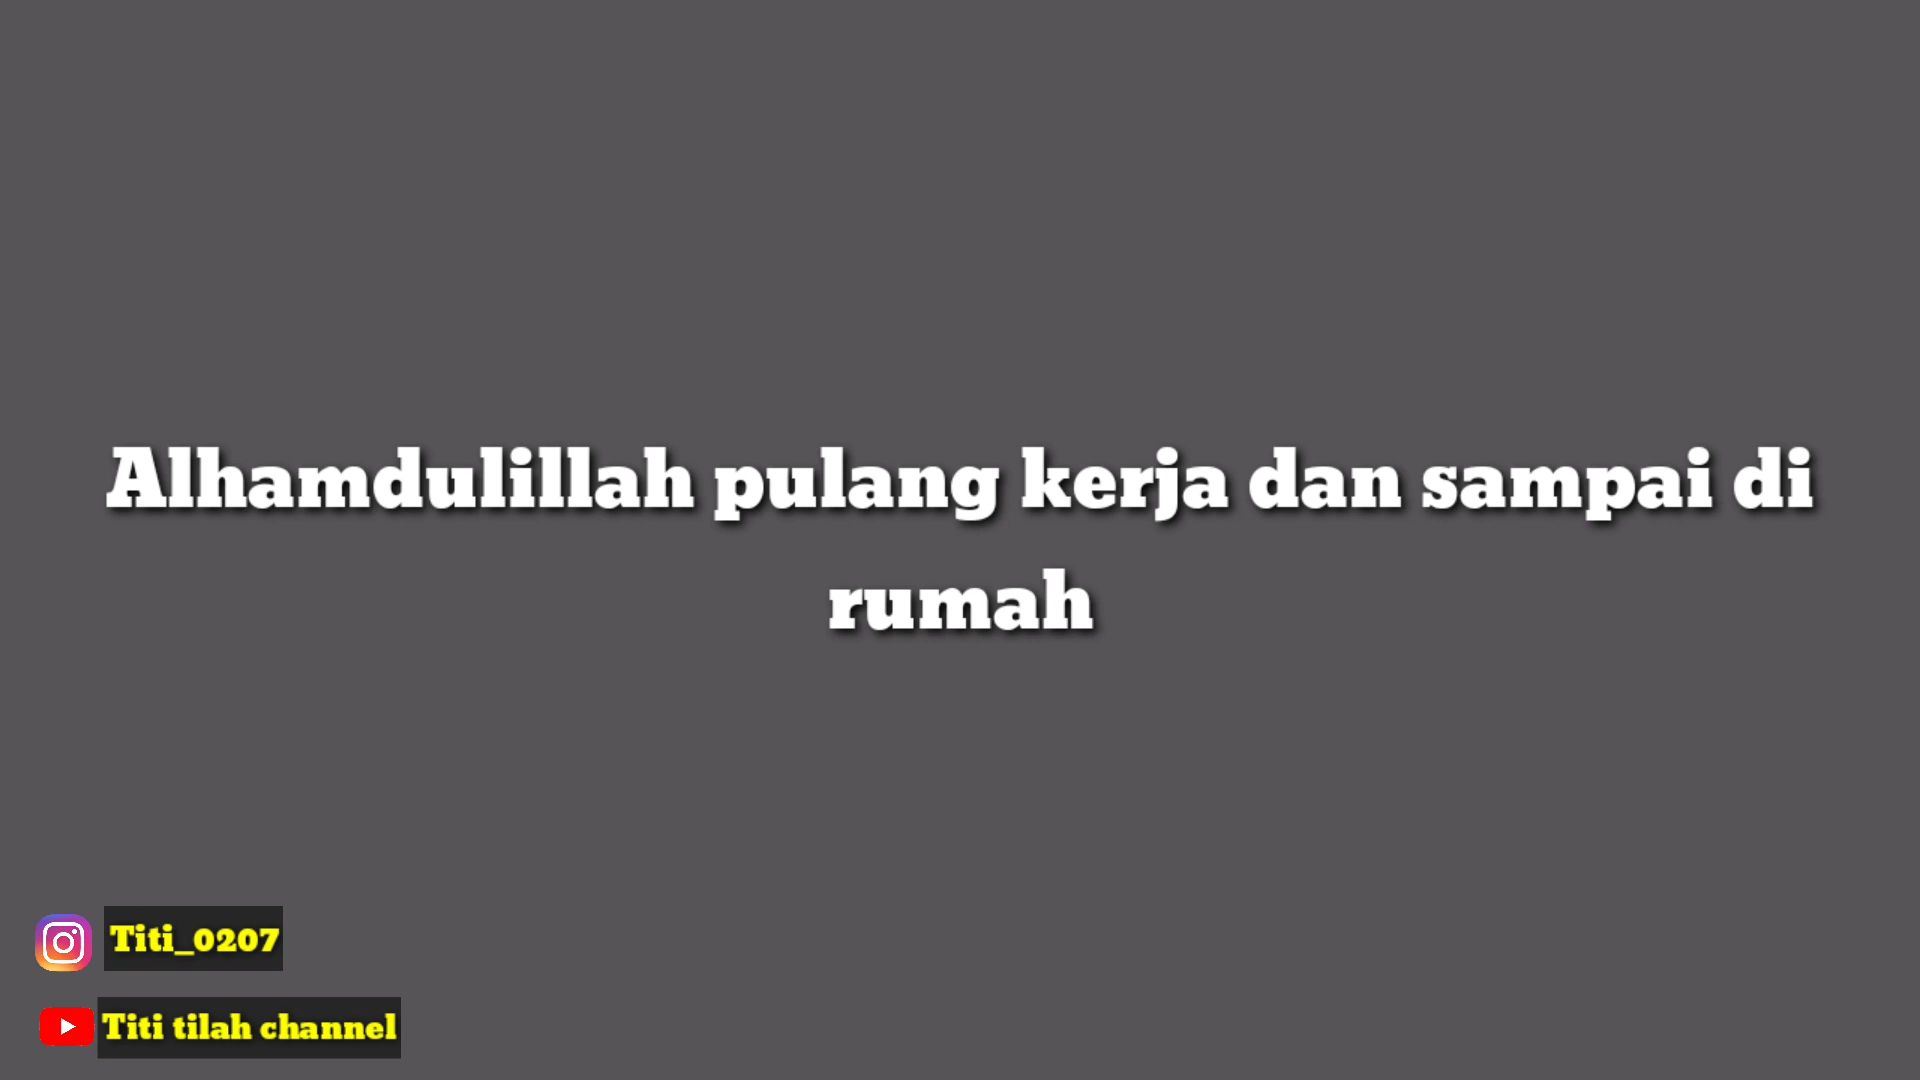 Alhamdulillah pulang kerja dan sampai di
rumah
Titi_0207
Titi tilah channel